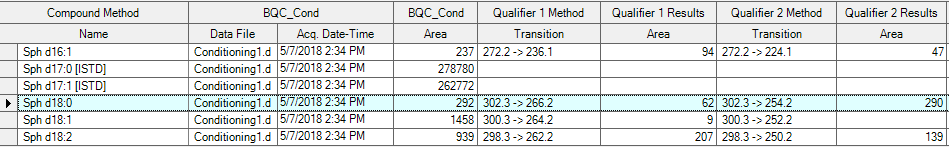 Compound Method BQC_Cond BQC_Cond Qualifier 1 Method Qualifier 1 Results Qualifier 2 Method Qualifier 2 Results
Name Data File Acq. Date-Time Area Transition Area Transition Area
Sph d16:1 Conditioning1.d 5/7/2018 2:34 PM 237 272.2 -> 236.1 94 272.2 -> 224.1 47
Sph d17:0 [ISTD] Conditioning1.d 5/7/2018 2:34 PM 278780
Sph d17:1 [ISTD] Conditioning1.d 5/7/2018 2:34 PM 262772
Sph d18:0 Conditioning1.d 5/7/2018 2:34 PM 292 302.3 -> 266.2 62 302.3 -> 254.2 290
Sph d18:1 Conditioning1.d 5/7/2018 2:34 PM 1458 300.3 -> 264.2 9 300.3 -> 252.2
Sph d18:2 Conditioning1.d 5/7/2018 2:34 PM 939 298.3 -> 262.2 207 298.3 -> 250.2 139